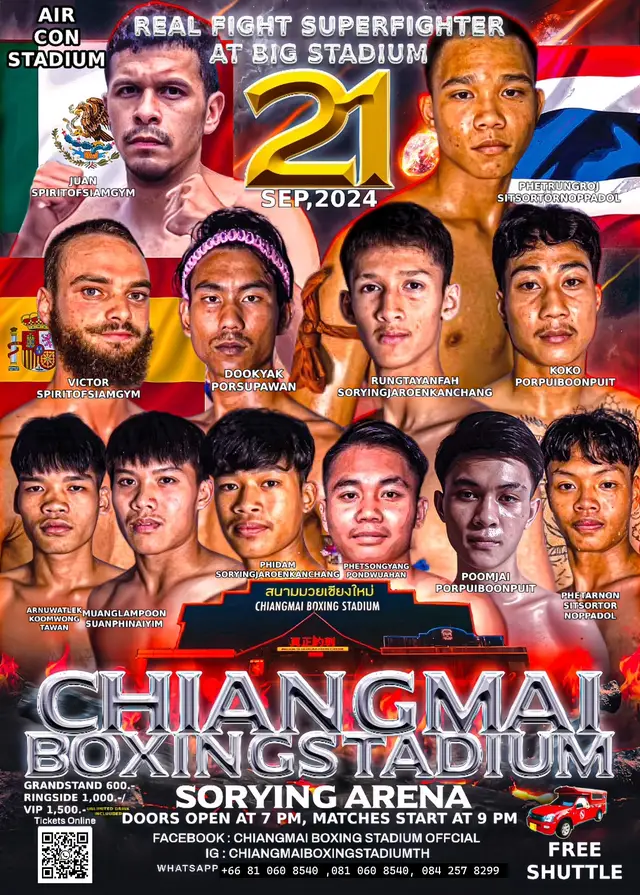 AIR
CON
STADIUM
REAL FIGHT SUPERFIGHTER
AT BIG STADIUM
21
SEP,2024
JUAN
SPIRITOFSIAMGYM
PHETRUNGROJ
SITSORTORNOPPADOL
VICTOR
SPIRITOFSIAMGYM
DOOKYAK
PORSUPAWAN
RUNGTAYANFAH
SORYINGJAROENKANCHANG
KOKO
PORPUIBOONPUIT
ARNUWATLEK
KOOMWONG
TAWAN
MUANGLAMPOON
SUANPHINAIYIM
PHIDAM
SORYINGJAROENKANCHANG
PHETSONGYANG
PONDWUAHAN
POOMJAI
PORPUIBOONPUIT
PHETARNON
SITSORTOR
NOPPADOL
สนามมวยเชียงใหม่
CHIANGMAI BOXING STADIUM
CHIANGMAI
BOXINGSTADIUM
GRANDSTAND 600.-
RINGSIDE 1,000.-/
VIP 1,500.- UNLIMITED DRINK
INCLUDED
Tickets Online
SORYING ARENA
DOORS OPEN AT 7 PM, MATCHES START AT 9 PM
FACEBOOK : CHIANGMAI BOXING STADIUM OFFCIAL
IG : CHIANGMAIBOXINGSTADIUMTH
WHATSAPP +66 81 060 8540 ,081 060 8540, 084 257 8299
FREE
SHUTTLE